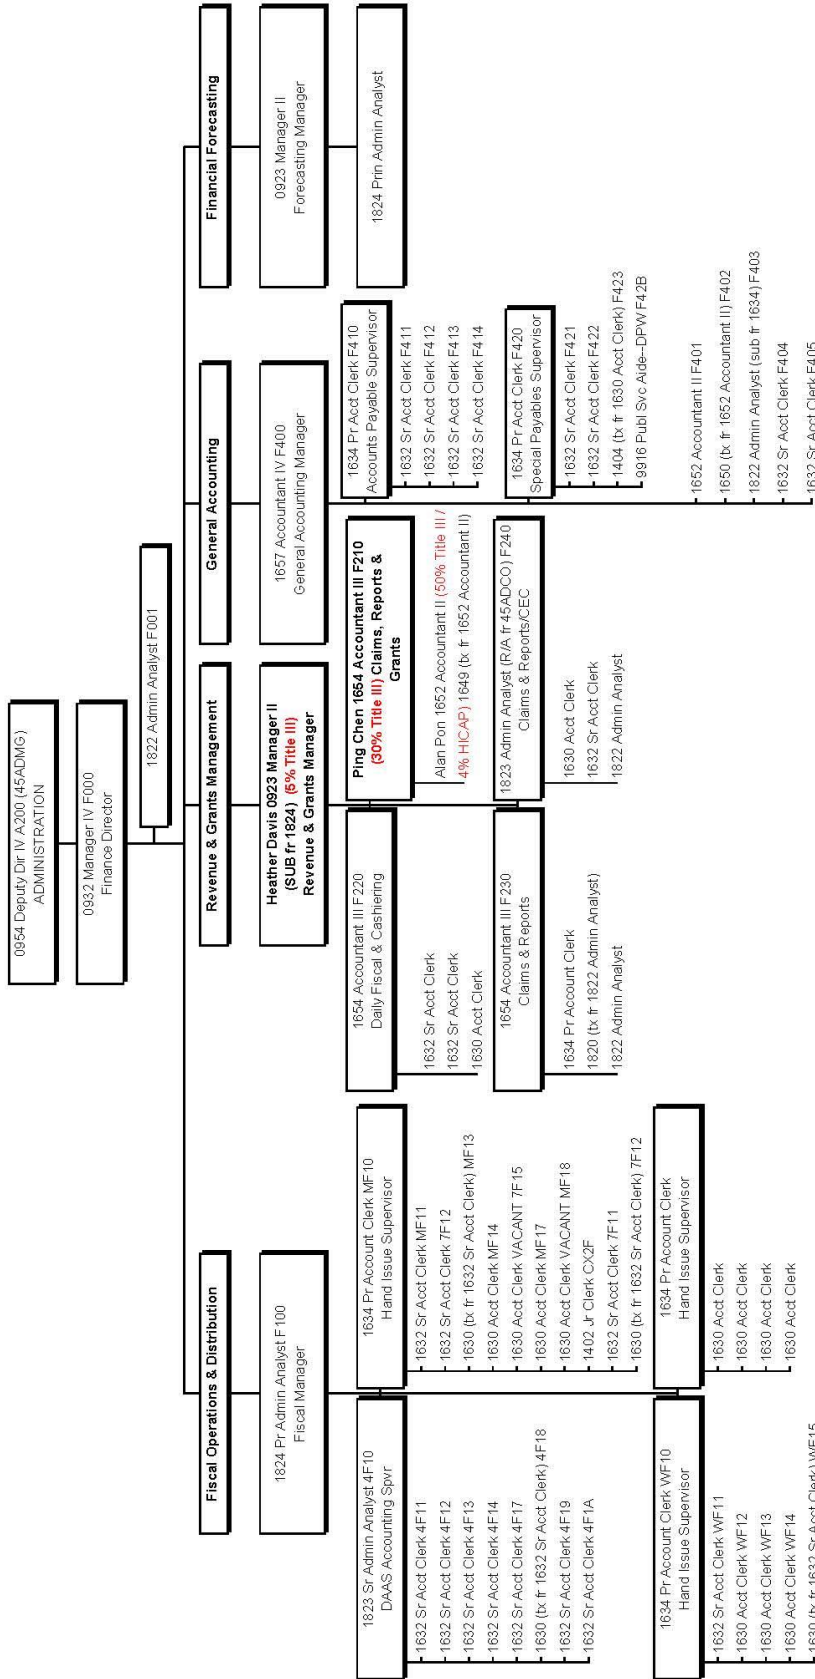 0954 Deputy Dir IV A200 (45ADMG)
ADMINISTRATION
0932 Manager IV F000
Finance Director
1822 Admin Analyst F001
Fiscal Operations & Distribution
1824 Pr Admin Analyst F100
Fiscal Manager
1823 Sr Admin Analyst 4F10
DAAS Accounting Spvr
1632 Sr Acct Clerk 4F11
1632 Sr Acct Clerk 4F12
1632 Sr Acct Clerk 4F13
1632 Sr Acct Clerk 4F14
1632 Sr Acct Clerk 4F17
1630 (tx fr 1632 Sr Acct Clerk) 4F18
1632 Sr Acct Clerk 4F19
1632 Sr Acct Clerk 4F1A
1634 Pr Account Clerk MF10
Hand Issue Supervisor
1632 Sr Acct Clerk MF11
1632 Sr Acct Clerk 7F12
1630 (tx fr 1632 Sr Acct Clerk) MF13
1630 Acct Clerk MF14
1630 Acct Clerk VACANT 7F15
1630 Acct Clerk MF17
1630 Acct Clerk VACANT MF18
1402 Jr Clerk CX2F
1632 Sr Acct Clerk 7F11
1630 (tx fr 1632 Sr Acct Clerk) 7F12
1634 Pr Account Clerk WF10
Hand Issue Supervisor
1632 Sr Acct Clerk WF11
1630 Acct Clerk WF12
1630 Acct Clerk WF13
1630 Acct Clerk WF14
1630 (tx fr 1632 Sr Acct Clerk) WF15
1634 Pr Account Clerk
Hand Issue Supervisor
1630 Acct Clerk
1630 Acct Clerk
1630 Acct Clerk
1630 Acct Clerk
Revenue & Grants Management
Heather Davis 0923 Manager II
(SUB fr 1824) (5% Title III)
Revenue & Grants Manager
1654 Accountant III F220
Daily Fiscal & Cashiering
1632 Sr Acct Clerk
1632 Sr Acct Clerk
1630 Acct Clerk
Ping Chen 1654 Accountant III F210
(30% Title III) Claims, Reports &
Grants
Alan Pon 1652 Accountant II (50% Title III /
4% HICAP) 1649 (tx fr 1652 Accountant II)
1654 Accountant III F230
Claims & Reports
1634 Pr Account Clerk
1820 (tx fr 1822 Admin Analyst)
1822 Admin Analyst
1823 Admin Analyst (R/A fr 45ADCO) F240
Claims & Reports/CEC
1630 Acct Clerk
1632 Sr Acct Clerk
1822 Admin Analyst
General Accounting
1657 Accountant IV F400
General Accounting Manager
1634 Pr Acct Clerk F410
Accounts Payable Supervisor
1632 Sr Acct Clerk F411
1632 Sr Acct Clerk F412
1632 Sr Acct Clerk F413
1632 Sr Acct Clerk F414
1634 Pr Acct Clerk F420
Special Payables Supervisor
1632 Sr Acct Clerk F421
1632 Sr Acct Clerk F422
1404 (tx fr 1630 Acct Clerk) F423
9916 Publ Svc Aide--DPW F42B
1652 Accountant II F401
1650 (tx fr 1652 Accountant II) F402
1822 Admin Analyst (sub fr 1634) F403
1632 Sr Acct Clerk F404
1632 Sr Acct Clerk F405
Financial Forecasting
0923 Manager II
Forecasting Manager
1824 Prin Admin Analyst